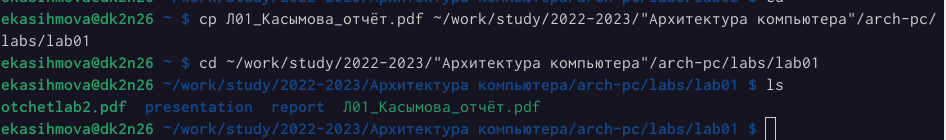 ekasihmova@dk2n26 ~ $ cp Л01_Касымова_отчёт.pdf ~/work/study/2022-2023/"Архитектура компьютера"/arch-pc/
labs/lab01
ekasihmova@dk2n26 ~ $ cd ~/work/study/2022-2023/"Архитектура компьютера"/arch-pc/labs/lab01
ekasihmova@dk2n26 ~/work/study/2022-2023/Архитектура компьютера/arch-pc/labs/lab01 $ ls
otchetlab2.pdf presentation report Л01_Касымова_отчёт.pdf
ekasihmova@dk2n26 ~/work/study/2022-2023/Архитектура компьютера/arch-pc/labs/lab01 $